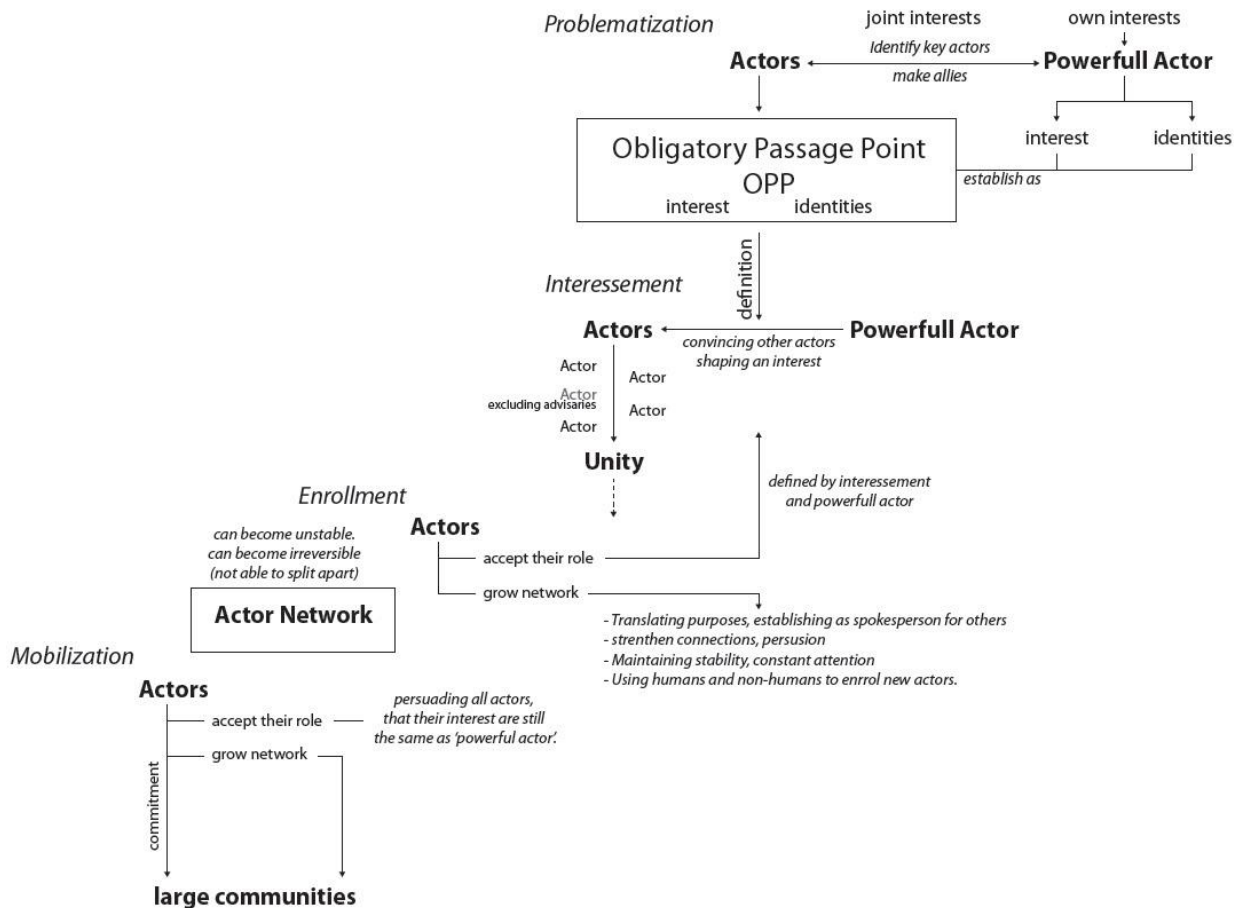 Problematization
joint interests
own interests
Identify key actors
Actors
Powerfull Actor
make allies
interest
identities
Obligatory Passage Point
OPP
interest
identities
establish as
definition
Interessement
Actors
Powerfull Actor
convincing other actors
shaping an interest
Actor
Actor
Actor
excluding advisaries
Actor
Actor
Unity
defined by interessement
and powerfull actor
Enrollment
Actors
can become unstable.
can become irreversible
(not able to split apart)
accept their role
grow network
Actor Network
- Translating purposes, establishing as spokesperson for others
- strenthen connections, persusion
- Maintaining stability, constant attention
- Using humans and non-humans to enrrol new actors.
Mobilization
Actors
accept their role
persuading all actors,
that their interest are still
the same as ‘powerful actor’.
grow network
commitment
large communities